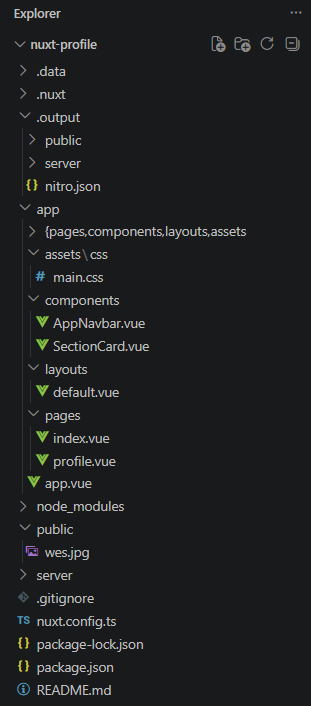 Explorer
nuxt-profile
.data
.nuxt
.output
public
server
{} nitro.json
app
{pages,components,layouts,assets
assets\css
# main.css
components
AppNavbar.vue
SectionCard.vue
layouts
default.vue
pages
index.vue
profile.vue
app.vue
node_modules
public
wes.jpg
server
.gitignore
TS nuxt.config.ts
{} package-lock.json
{} package.json
README.md